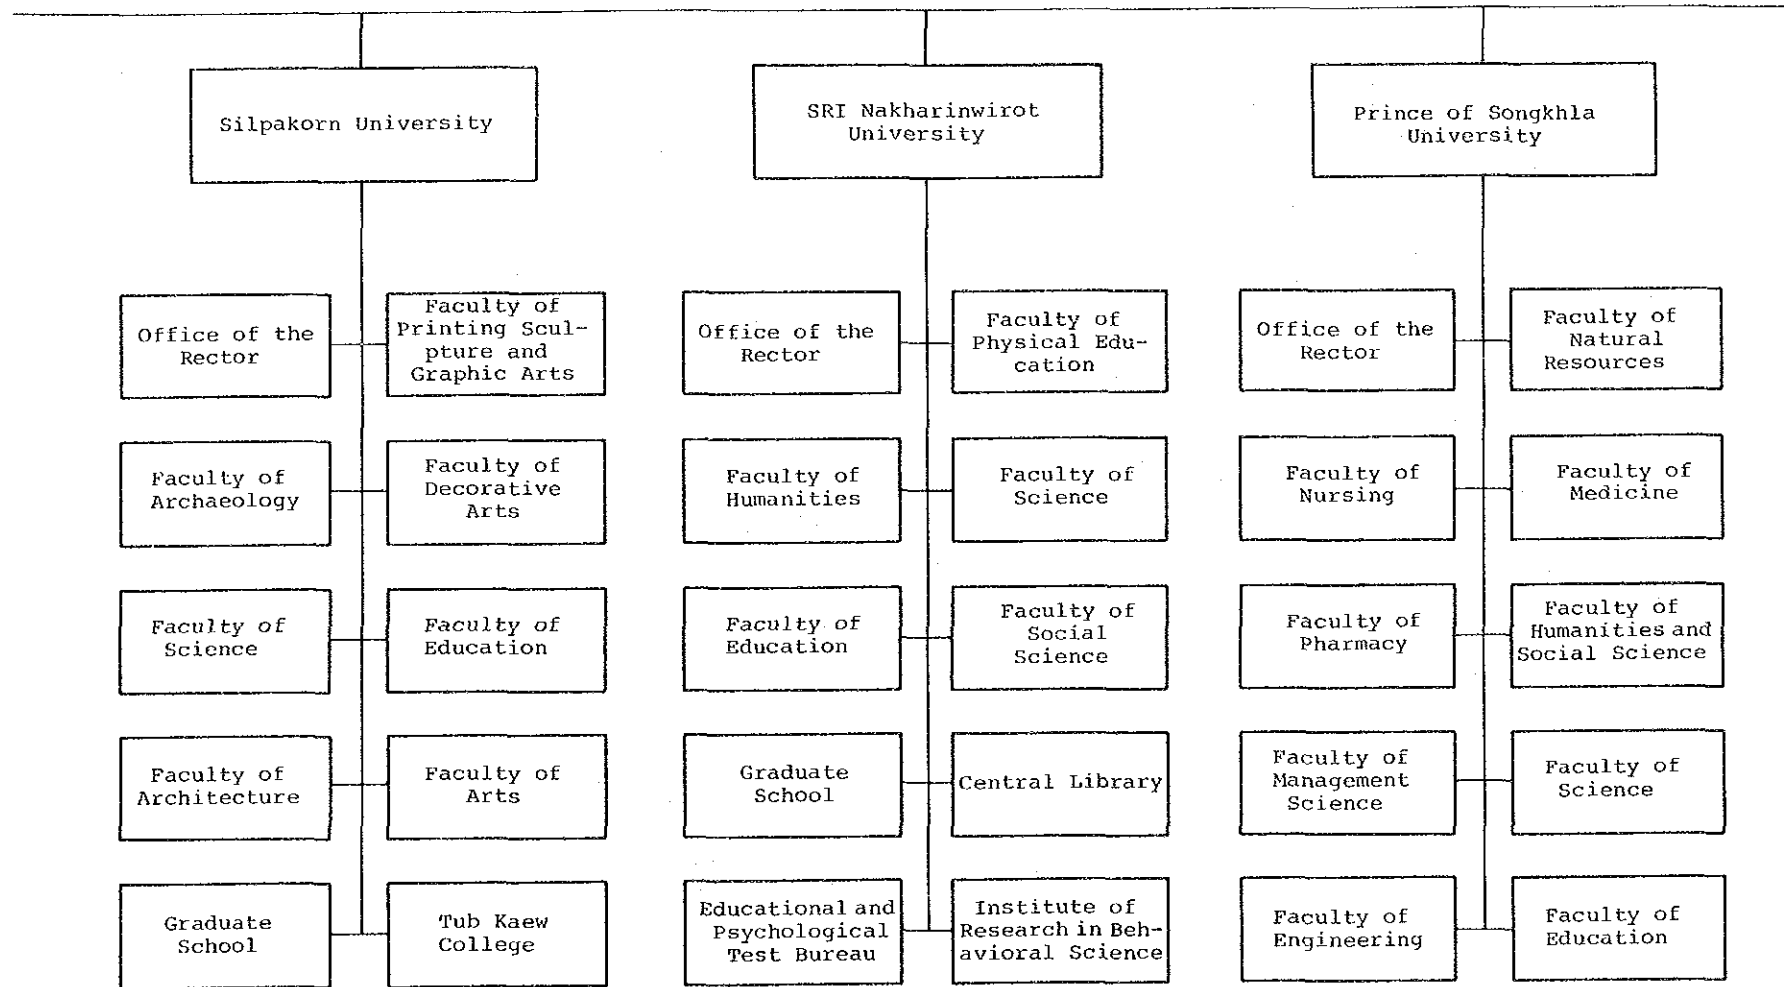 Silpakorn University
SRI Nakharinwirot
University
Prince of Songkhla
University
Office of the
Rector
Faculty of
Printing Scul-
pture and
Graphic Arts
Office of the
Rector
Faculty of
Physical Edu-
cation
Office of the
Rector
Faculty of
Natural
Resources
Faculty of
Archaeology
Faculty of
Decorative
Arts
Faculty of
Humanities
Faculty of
Science
Faculty of
Nursing
Faculty of
Medicine
Faculty of
Science
Faculty of
Education
Faculty of
Education
Faculty of
Social
Science
Faculty of
Pharmacy
Faculty of
Humanities and
Social Science
Faculty of
Architecture
Faculty of
Arts
Graduate
School
Central Library
Faculty of
Management
Science
Faculty of
Science
Graduate
School
Tub Kaew
College
Educational and
Psychological
Test Bureau
Institute of
Research in Beh-
avioral Science
Faculty of
Engineering
Faculty of
Education